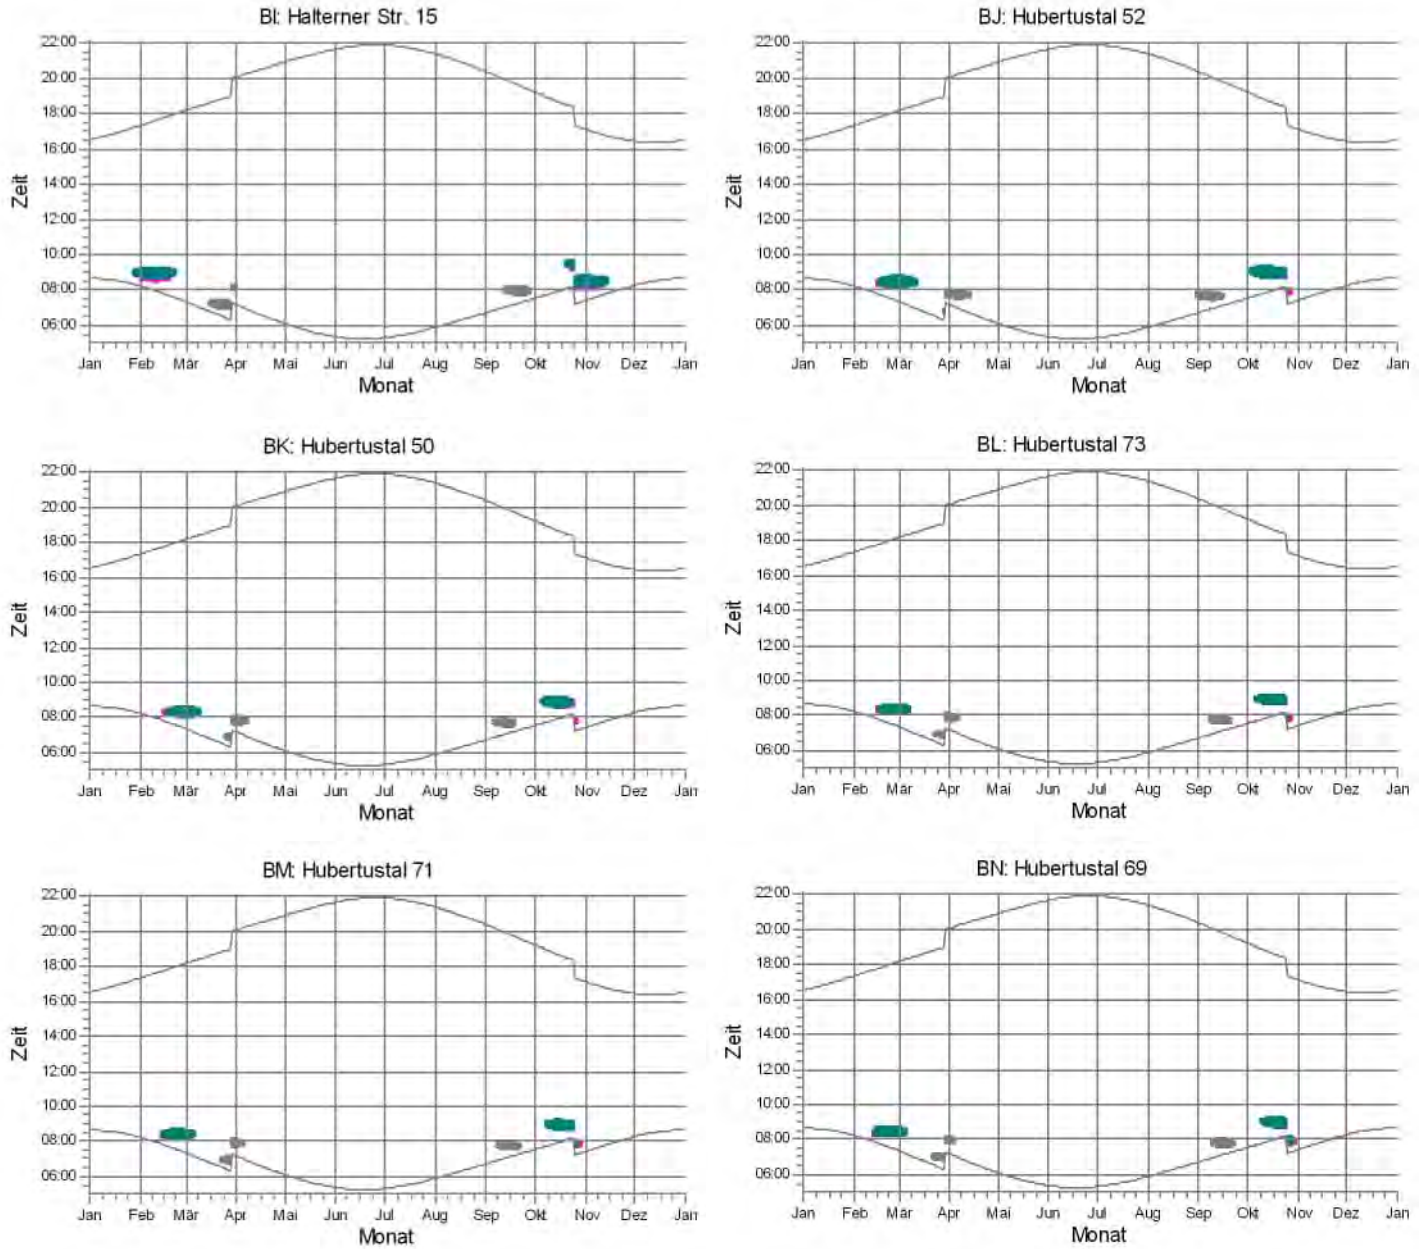 BI: Halterner Str. 15
22:00
20:00
18:00
16:00
14:00
12:00
10:00
08:00
06:00
Zeit
Jan Feb Mär Apr Mai Jun Jul Aug Sep Okt Nov Dez Jan
Monat
BJ: Hubertustal 52
22:00
20:00
18:00
16:00
14:00
12:00
10:00
08:00
06:00
Zeit
Jan Feb Mär Apr Mai Jun Jul Aug Sep Okt Nov Dez Jan
Monat
BK: Hubertustal 50
22:00
20:00
18:00
16:00
14:00
12:00
10:00
08:00
06:00
Zeit
Jan Feb Mär Apr Mai Jun Jul Aug Sep Okt Nov Dez Jan
Monat
BL: Hubertustal 73
22:00
20:00
18:00
16:00
14:00
12:00
10:00
08:00
06:00
Zeit
Jan Feb Mär Apr Mai Jun Jul Aug Sep Okt Nov Dez Jan
Monat
BM: Hubertustal 71
22:00
20:00
18:00
16:00
14:00
12:00
10:00
08:00
06:00
Zeit
Jan Feb Mär Apr Mai Jun Jul Aug Sep Okt Nov Dez Jan
Monat
BN: Hubertustal 69
22:00
20:00
18:00
16:00
14:00
12:00
10:00
08:00
06:00
Zeit
Jan Feb Mär Apr Mai Jun Jul Aug Sep Okt Nov Dez Jan
Monat